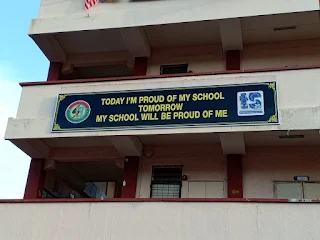 TODAY I'M PROUD OF MY SCHOOL
TOMORROW
MY SCHOOL WILL BE PROUD OF ME